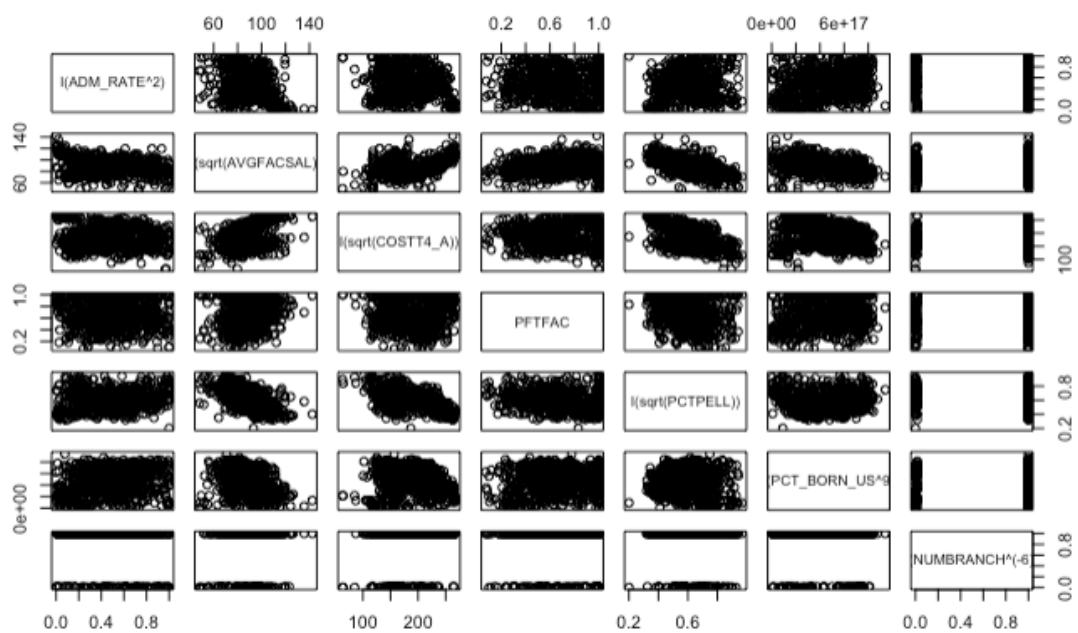 60 100 140 0.2 0.6 1.0 0e+00 6e+17
I(ADM_RATE^2) 0.0 0.8
60 140 (sqrt(AVGFACSAL)
I(sqrt(COSTT4_A)) 100
0.2 1.0 PFTFAC
I(sqrt(PCTPELL)) 0.2 0.8
0e+00 (PCT_BORN_US^9
(NUMBRANCH^(-6) 0.0 0.8
0.0 0.4 0.8 100 200 0.2 0.6 0.0 0.4 0.8